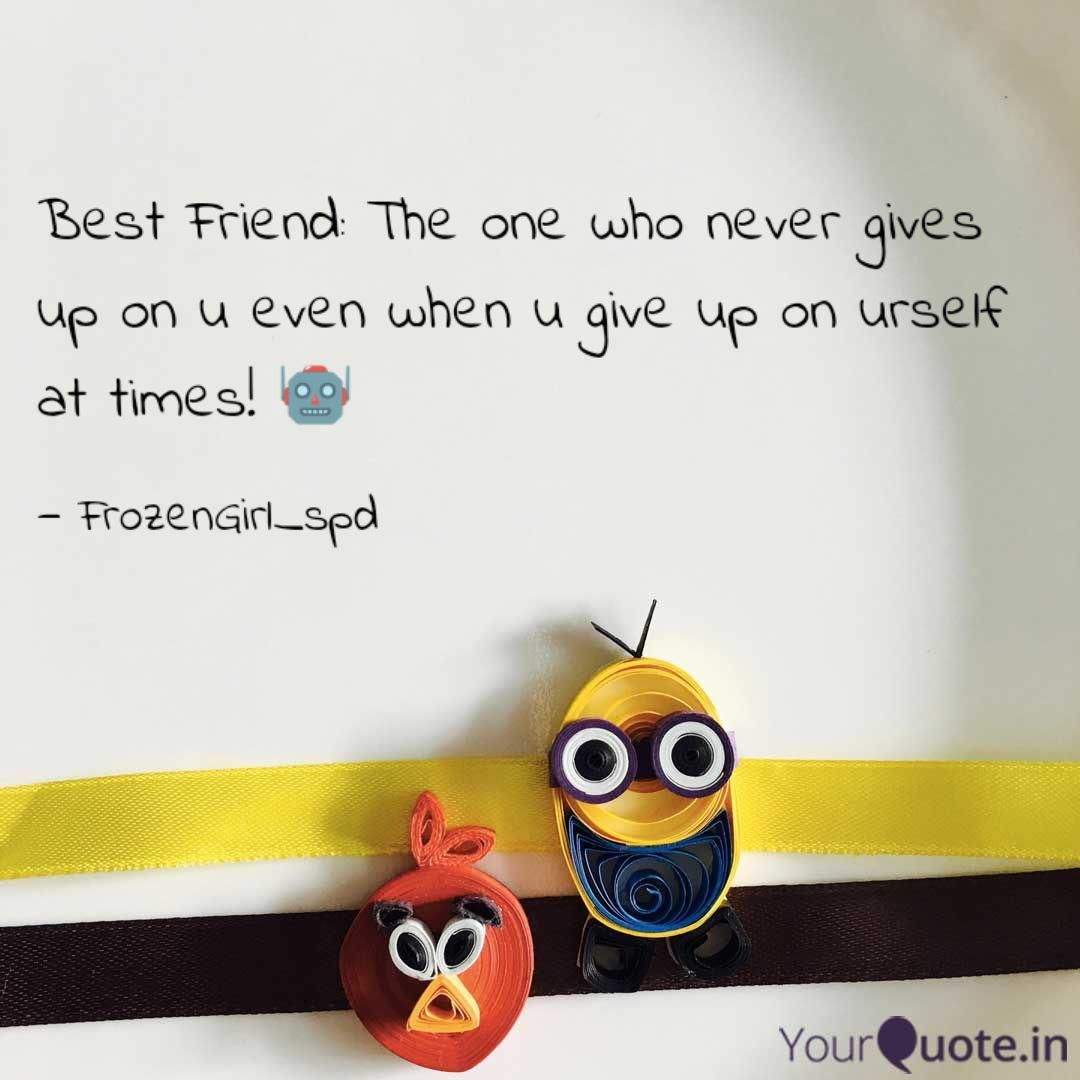 Best Friend: The one who never gives
up on u even when u give up on urself
at times! 🤖
- FrozenGirl_spd
YourQuote.in